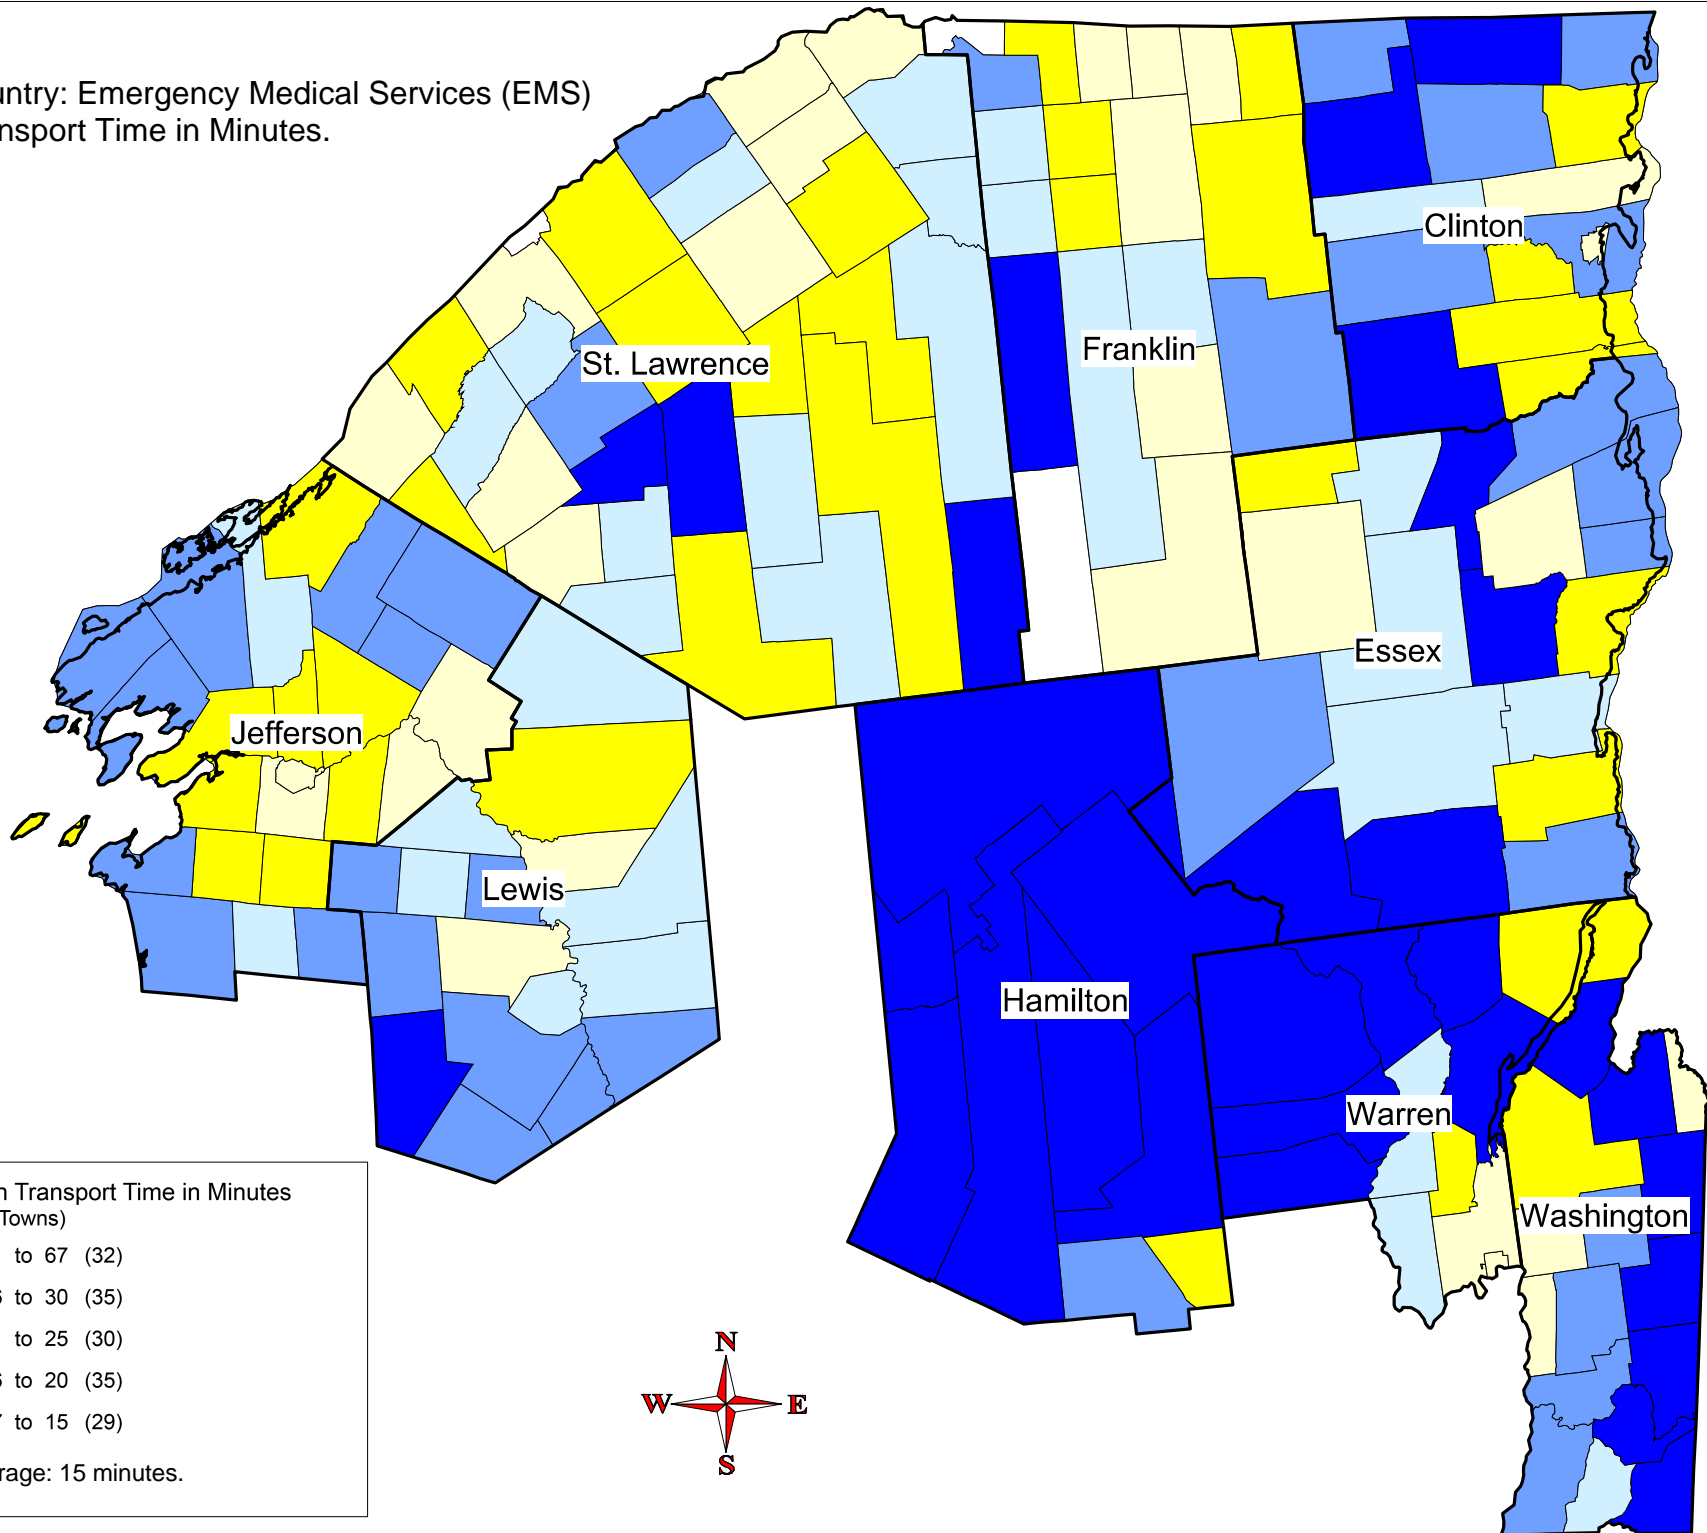 untry: Emergency Medical Services (EMS)
nsport Time in Minutes.
Clinton
Franklin
St. Lawrence
Essex
Jefferson
Lewis
Hamilton
Warren
Washington
Transport Time in Minutes
Towns)
to 67 (32)
to 30 (35)
to 25 (30)
to 20 (35)
to 15 (29)
rage: 15 minutes.
N
W E
S